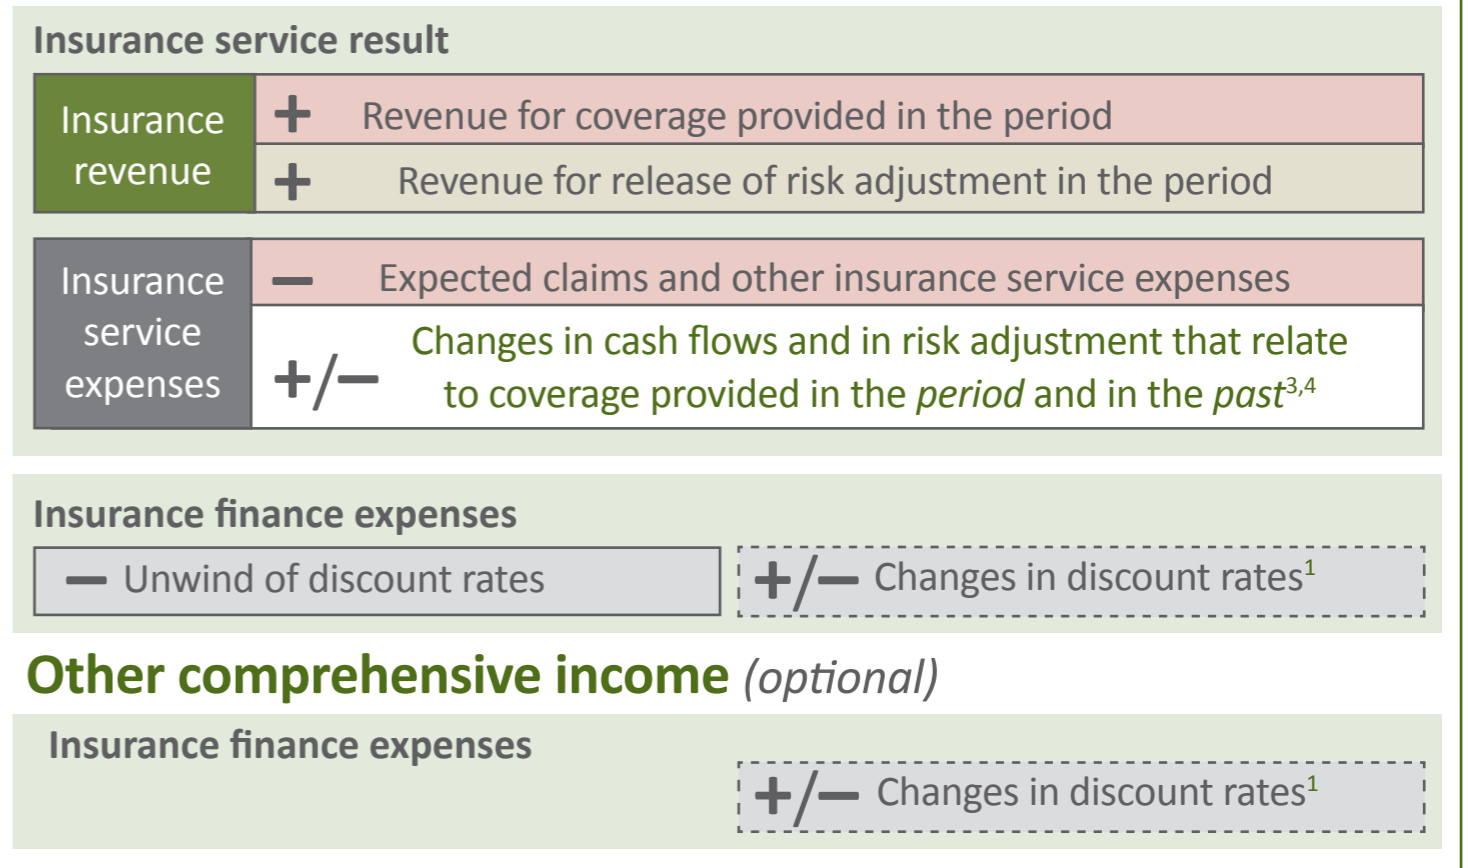 Insurance service result
Insurance
revenue
+ Revenue for coverage provided in the period
+ Revenue for release of risk adjustment in the period
Insurance
service
expenses
— Expected claims and other insurance service expenses
+/— Changes in cash flows and in risk adjustment that relate
to coverage provided in the period and in the past3,4
Insurance finance expenses
— Unwind of discount rates
+/— Changes in discount rates1
Other comprehensive income (optional)
Insurance finance expenses
+/— Changes in discount rates1